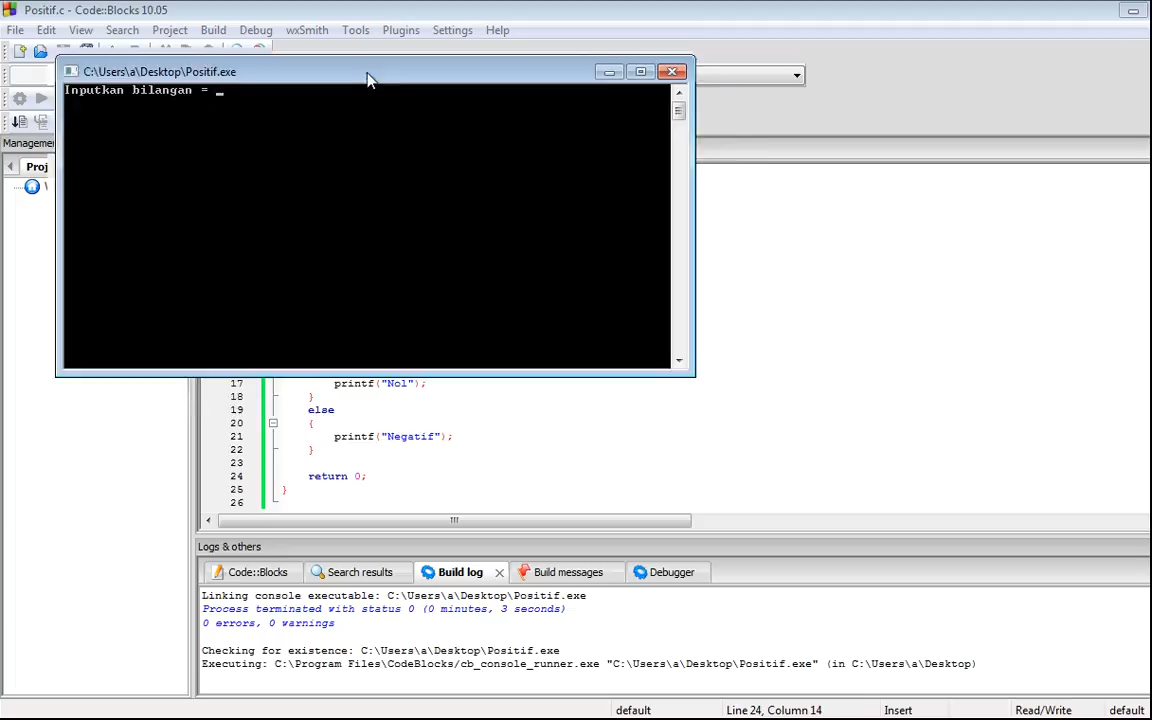 Positif.c - Code::Blocks 10.05
File Edit View Search Project Build Debug wxSmith Tools Plugins Settings Help
C:\Users\a\Desktop\Positif.exe
Inputkan bilangan = _
Manageme
Proj
17 printf("Nol");
18 }
19 else
20 {
21 printf("Negatif");
22 }
23
24 return 0;
25 }
26
Logs & others
Code::Blocks Search results Build log Build messages Debugger
Linking console executable: C:\Users\a\Desktop\Positif.exe
Process terminated with status 0 (0 minutes, 3 seconds)
0 errors, 0 warnings
Checking for existence: C:\Users\a\Desktop\Positif.exe
Executing: C:\Program Files\CodeBlocks/cb_console_runner.exe "C:\Users\a\Desktop\Positif.exe" (in C:\Users\a\Desktop)
default Line 24, Column 14 Insert Read/Write default